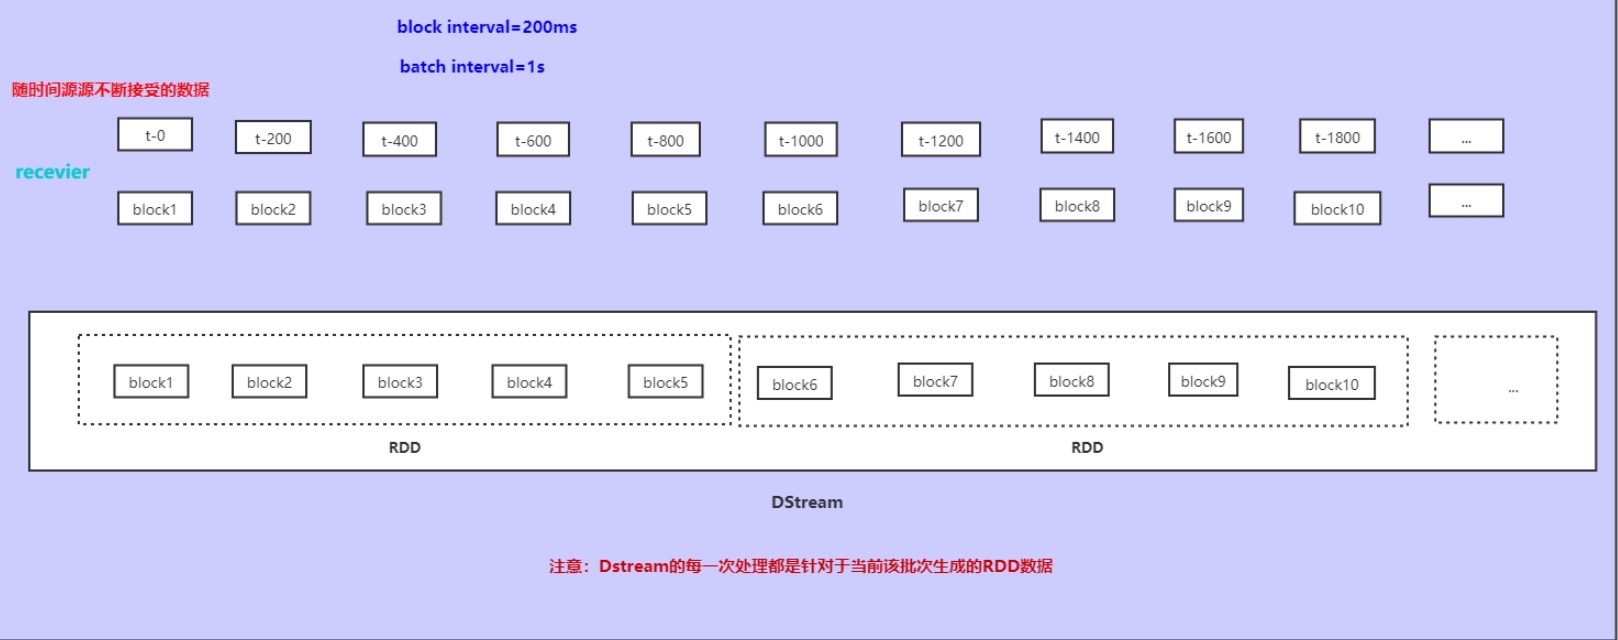 block interval=200ms
batch interval=1s
随时间源源不断接受的数据
t-0 t-200 t-400 t-600 t-800 t-1000 t-1200 t-1400 t-1600 t-1800 ...
recevier
block1 block2 block3 block4 block5 block6 block7 block8 block9 block10 ...
block1 block2 block3 block4 block5 block6 block7 block8 block9 block10 ...
RDD RDD
DStream
注意：Dstream的每一次处理都是针对于当前该批次生成的RDD数据